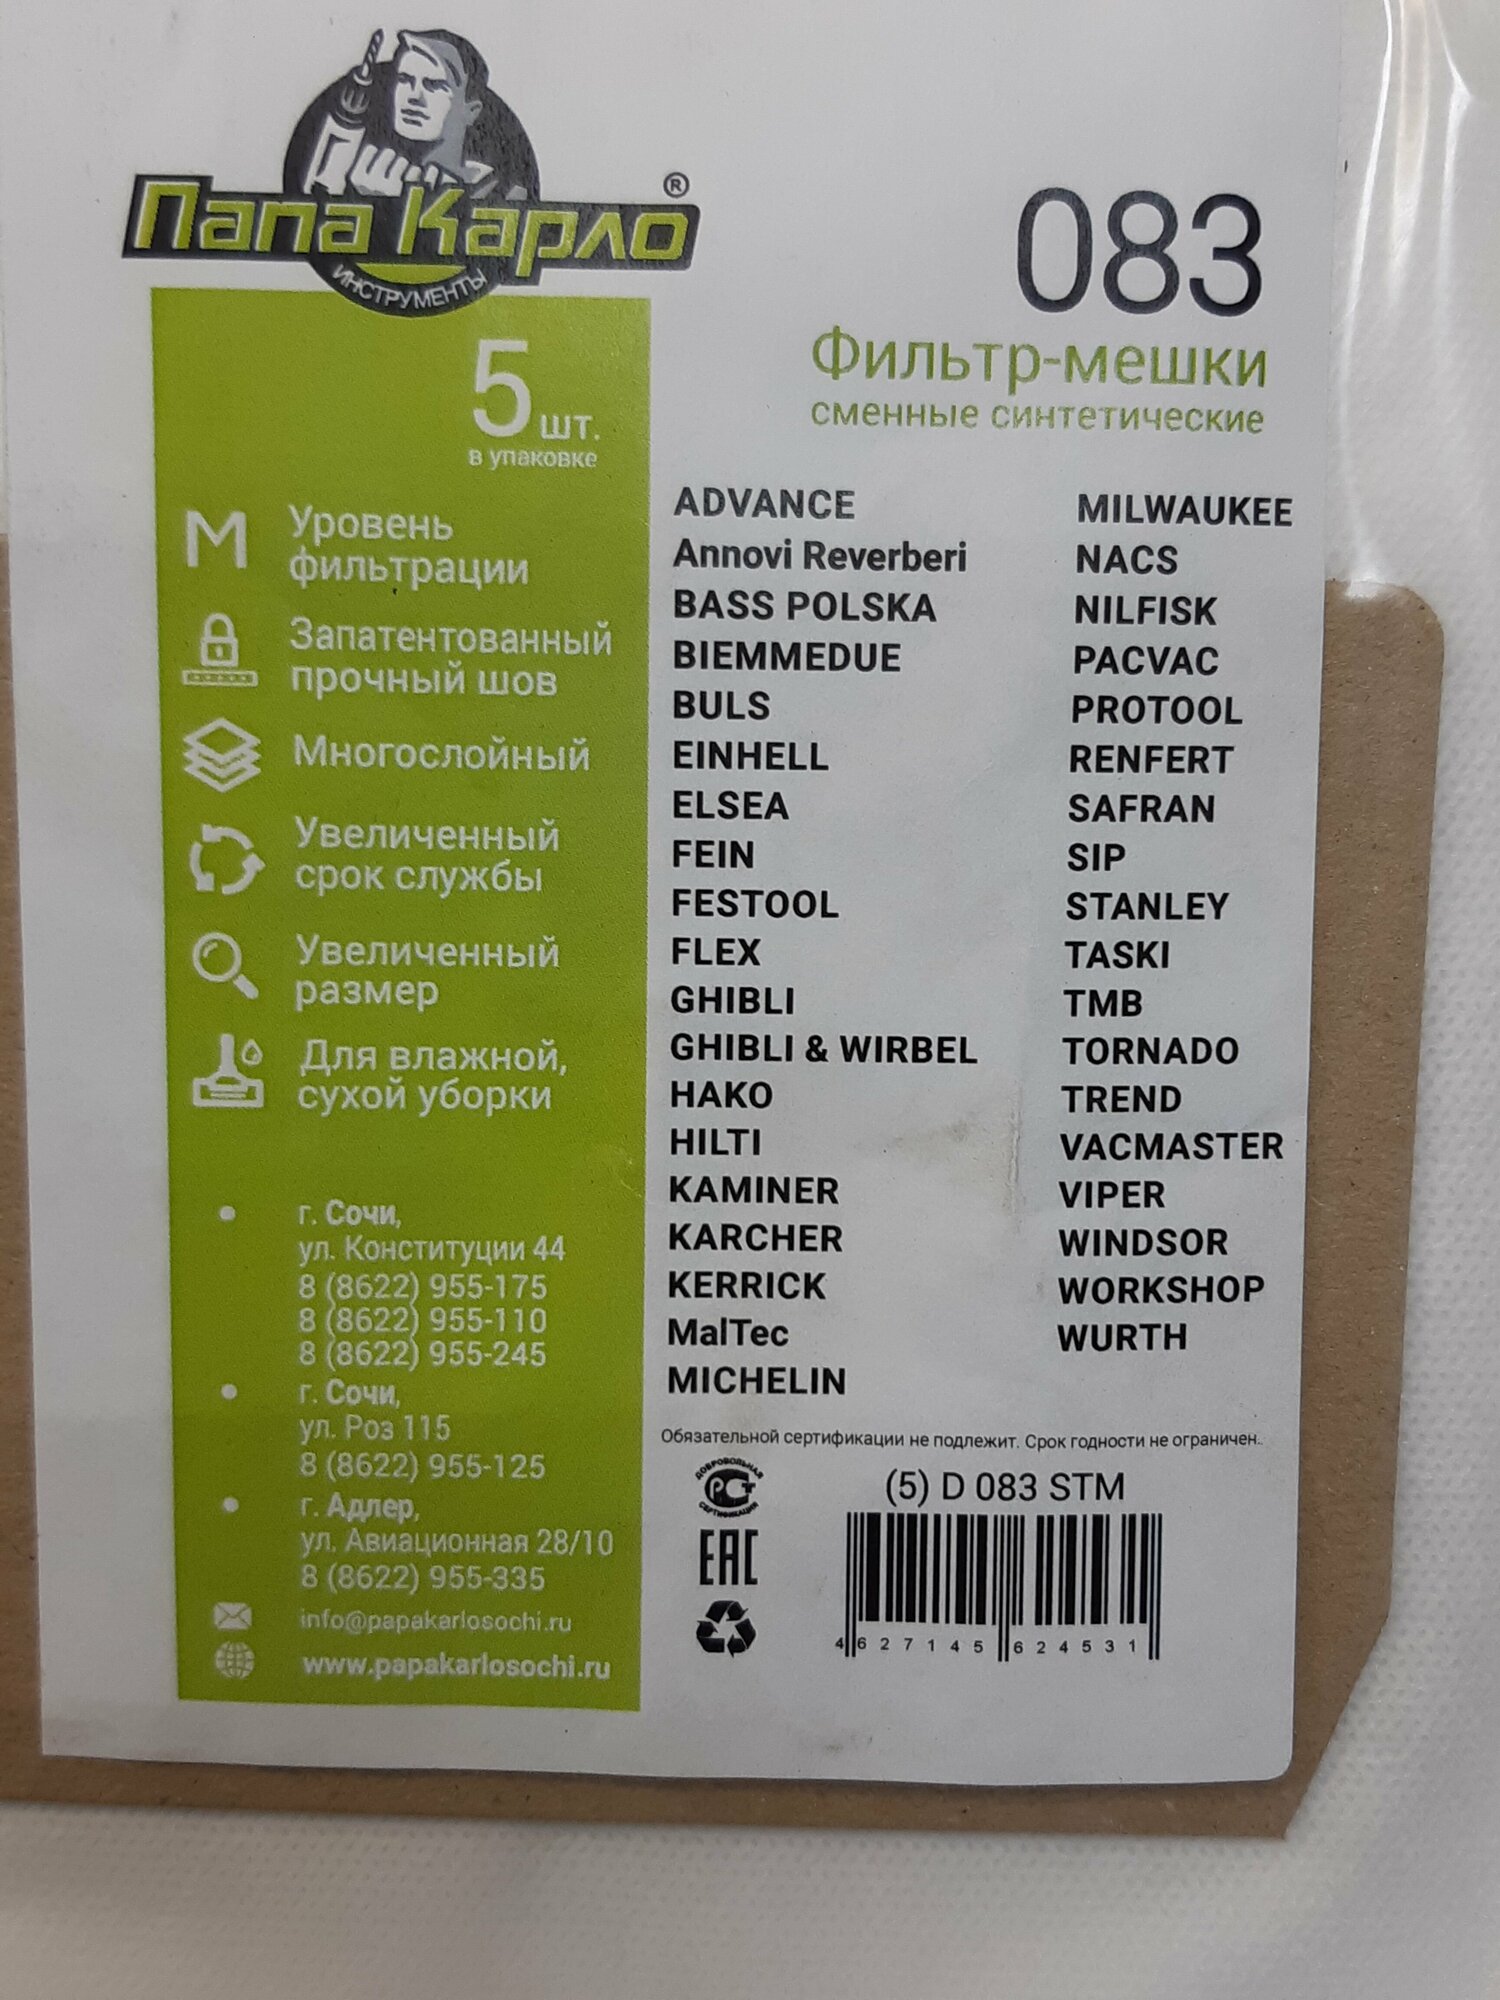 Папа Карло®
ИНСТРУМЕНТЫ
083
Фильтр-мешки
сменные синтетические
5 шт.
в упаковке
M Уровень
фильтрации
Запатентованный
прочный шов
Многослойный
Увеличенный
срок службы
Увеличенный
размер
Для влажной,
сухой уборки
г. Сочи,
ул. Конституции 44
8 (8622) 955-175
8 (8622) 955-110
8 (8622) 955-245
г. Сочи,
ул. Роз 115
8 (8622) 955-125
г. Адлер,
ул. Авиационная 28/10
8 (8622) 955-335
info@papakarlosochi.ru
www.papakarlosochi.ru
ADVANCE
Annovi Reverberi
BASS POLSKA
BIEMMEDUE
BULS
EINHELL
ELSEA
FEIN
FESTOOL
FLEX
GHIBLI
GHIBLI & WIRBEL
HAKO
HILTI
KAMINER
KARCHER
KERRICK
MalTec
MICHELIN
MILWAUKEE
NACS
NILFISK
PACVAC
PROTOOL
RENFERT
SAFRAN
SIP
STANLEY
TASKI
TMB
TORNADO
TREND
VACMASTER
VIPER
WINDSOR
WORKSHOP
WURTH
Обязательной сертификации не подлежит. Срок годности не ограничен..
ДОБРОВОЛЬНАЯ
СЕРТИФИКАЦИЯ
EAC
(5) D 083 STM
4 627145 624531